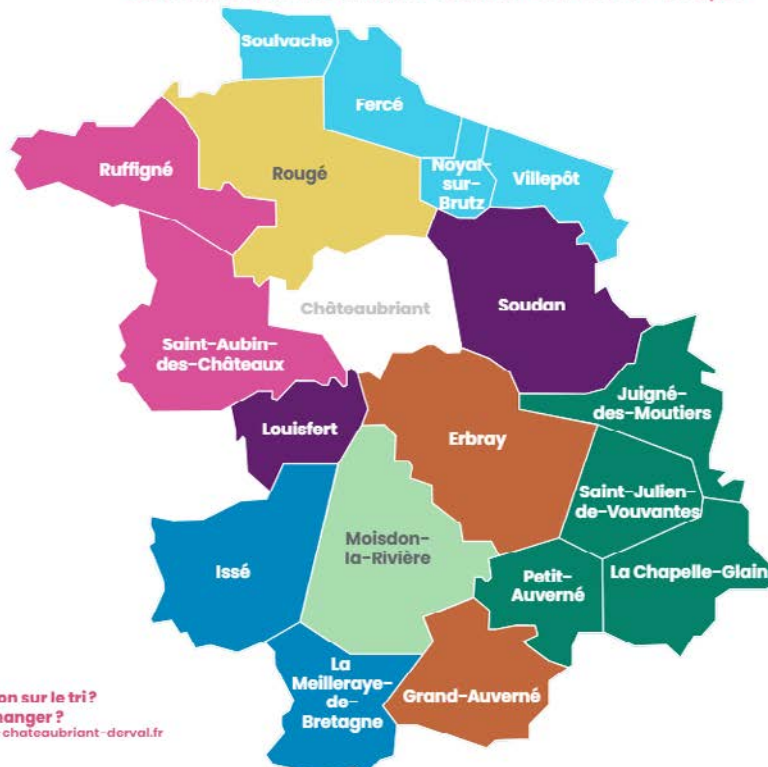 Soulvache
Fercé
Ruffigné
Rougé
Noyal-
sur-
Brutz
Villepôt
Châteaubriant
Soudan
Saint-Aubin-
des-Châteaux
Juigné-
des-Moutiers
Louisfert
Erbray
Saint-Julien-
de-Vouvantes
Moisdon-
la-Rivière
Issé
Petit-
Auverné
La Chapelle-Glain
La
Meilleraye-
de-
Bretagne
Grand-Auverné
on sur le tri ?
hanger ?
chateaubriant-derval.fr